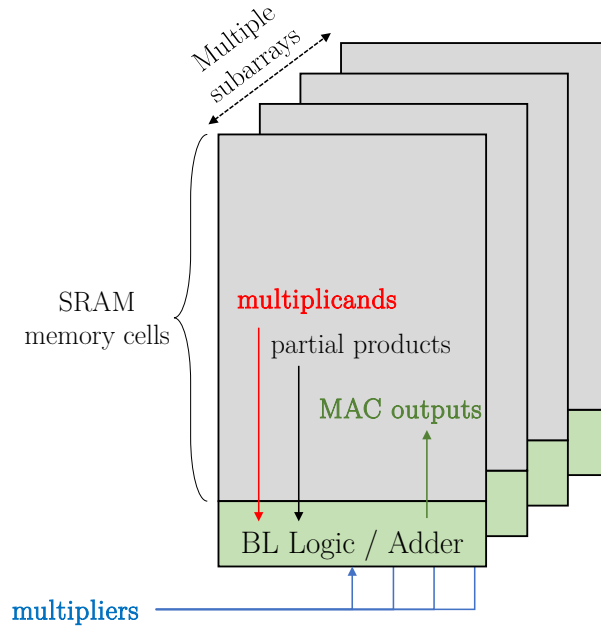 Multiple
subarrays
SRAM
memory cells
multiplicands
partial products
MAC outputs
BL Logic / Adder
multipliers